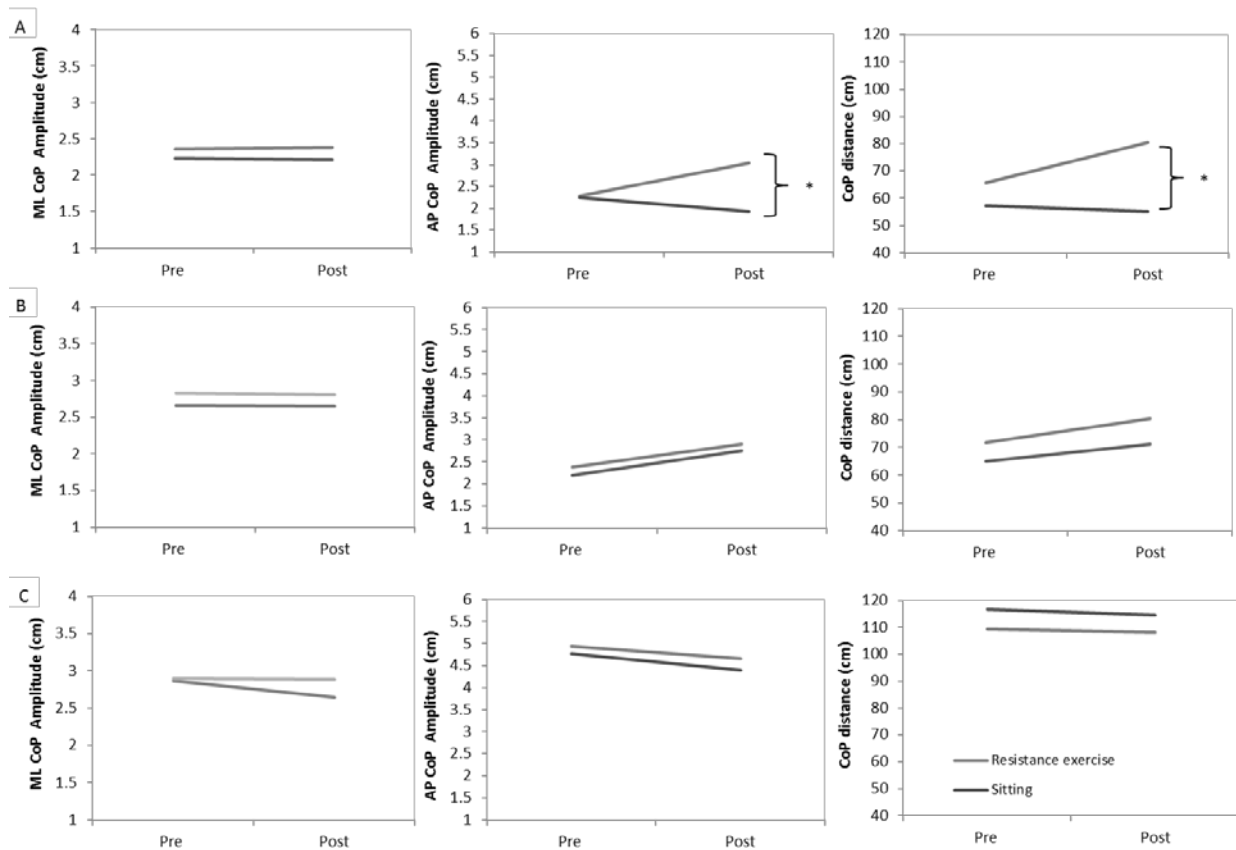 A
ML CoP Amplitude (cm)
4
3.5
3
2.5
2
1.5
1
Pre
Post
AP CoP Amplitude (cm)
6
5.5
5
4.5
4
3.5
3
2.5
2
1.5
1
*
Pre
Post
CoP distance (cm)
120
110
100
90
80
70
60
50
40
*
Pre
Post
B
ML CoP Amplitude (cm)
4
3.5
3
2.5
2
1.5
1
Pre
Post
AP CoP Amplitude (cm)
6
5.5
5
4.5
4
3.5
3
2.5
2
1.5
1
Pre
Post
CoP distance (cm)
120
110
100
90
80
70
60
50
40
Pre
Post
C
ML CoP Amplitude (cm)
4
3.5
3
2.5
2
1.5
1
Pre
Post
AP CoP Amplitude (cm)
6
5.5
5
4.5
4
3.5
3
2.5
2
1.5
1
Pre
Post
CoP distance (cm)
120
110
100
90
80
70
60
50
40
Resistance exercise
Sitting
Pre
Post